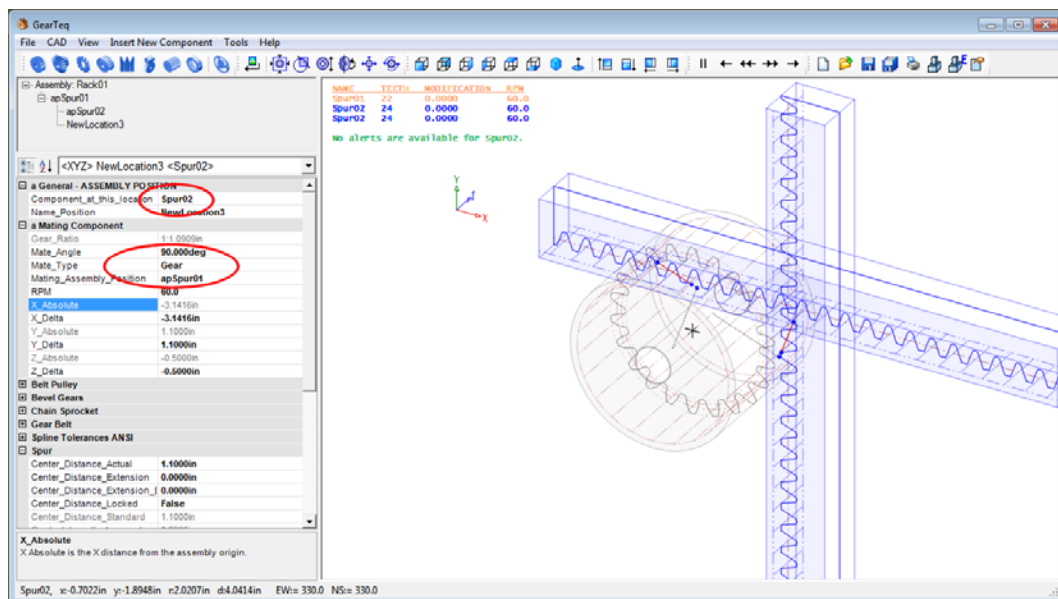 GearTeq
File CAD View Insert New Component Tools Help
Assembly: Rack01
apSpur01
apSpur02
NewLocation3
<XYZ> NewLocation3 <Spur02>
a General - ASSEMBLY POSITION
Component_at_this_location Spur02
Name_Position NewLocation3
a Mating Component
Gear_Ratio 1:1.0909in
Mate_Angle 90.000deg
Mate_Type Gear
Mating_Assembly_Position apSpur01
RPM 60.0
X_Absolute -3.1416in
X_Delta -3.1416in
Y_Absolute 1.1000in
Y_Delta 1.1000in
Z_Absolute -0.5000in
Z_Delta -0.5000in
Belt Pulley
Bevel Gears
Chain Sprocket
Gear Belt
Spline Tolerances ANSI
Spur
Center_Distance_Actual 1.1000in
Center_Distance_Extension 0.0000in
Center_Distance_Extension_ 0.0000in
Center_Distance_Locked False
Center_Distance_Standard 1.1000in
X_Absolute
X Absolute is the X distance from the assembly origin.
NAME TEETH MODIFICATION RPM
Spur01 22 0.0000 60.0
Spur02 24 0.0000 60.0
Spur02 24 0.0000 60.0
No alerts are available for Spur02.
Y
X
Spur02, x:-0.7022in y:-1.8948in r:2.0207in d:4.0414in EW:= 330.0 NS:= 330.0